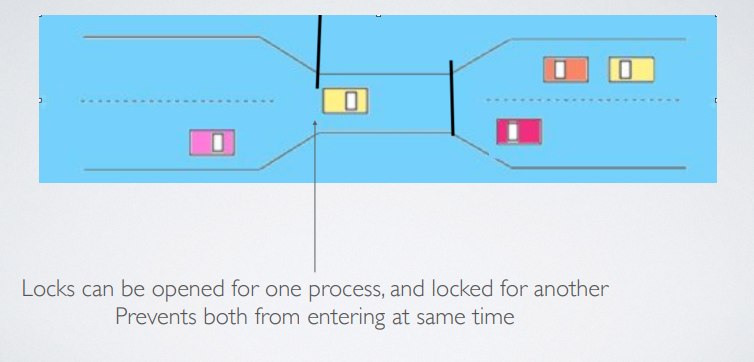 Locks can be opened for one process, and locked for another
Prevents both from entering at same time